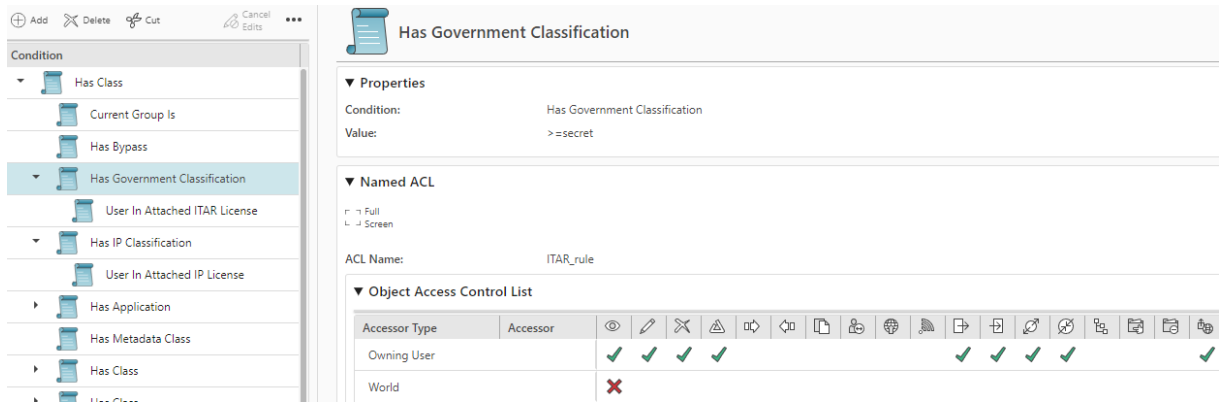 Add Delete Cut Cancel Edits •••
Condition
Has Class
Current Group Is
Has Bypass
Has Government Classification
User In Attached ITAR License
Has IP Classification
User In Attached IP License
Has Application
Has Metadata Class
Has Class
Has Class
Has Government Classification
Properties
Condition: Has Government Classification
Value: >=secret
Named ACL
Full
Screen
ACL Name: ITAR_rule
Object Access Control List
Accessor Type Accessor
Owning User
World